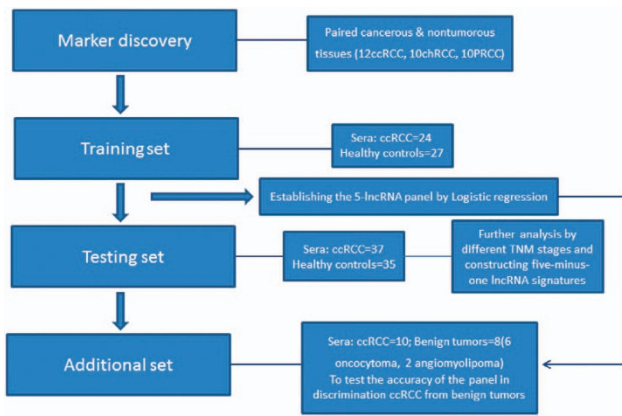 Marker discovery
Paired cancerous & nontumorous
tissues (12ccRCC, 10chRCC, 10PRCC)
Training set
Sera: ccRCC=24
Healthy controls=27
Establishing the 5-lncRNA panel by Logistic regression
Testing set
Sera: ccRCC=37
Healthy controls=35
Further analysis by
different TNM stages and
constructing five-minus-
one lncRNA signatures
Additional set
Sera: ccRCC=10; Benign tumors=8(6
oncocytoma, 2 angiomyolipoma)
To test the accuracy of the panel in
discrimination ccRCC from benign tumors